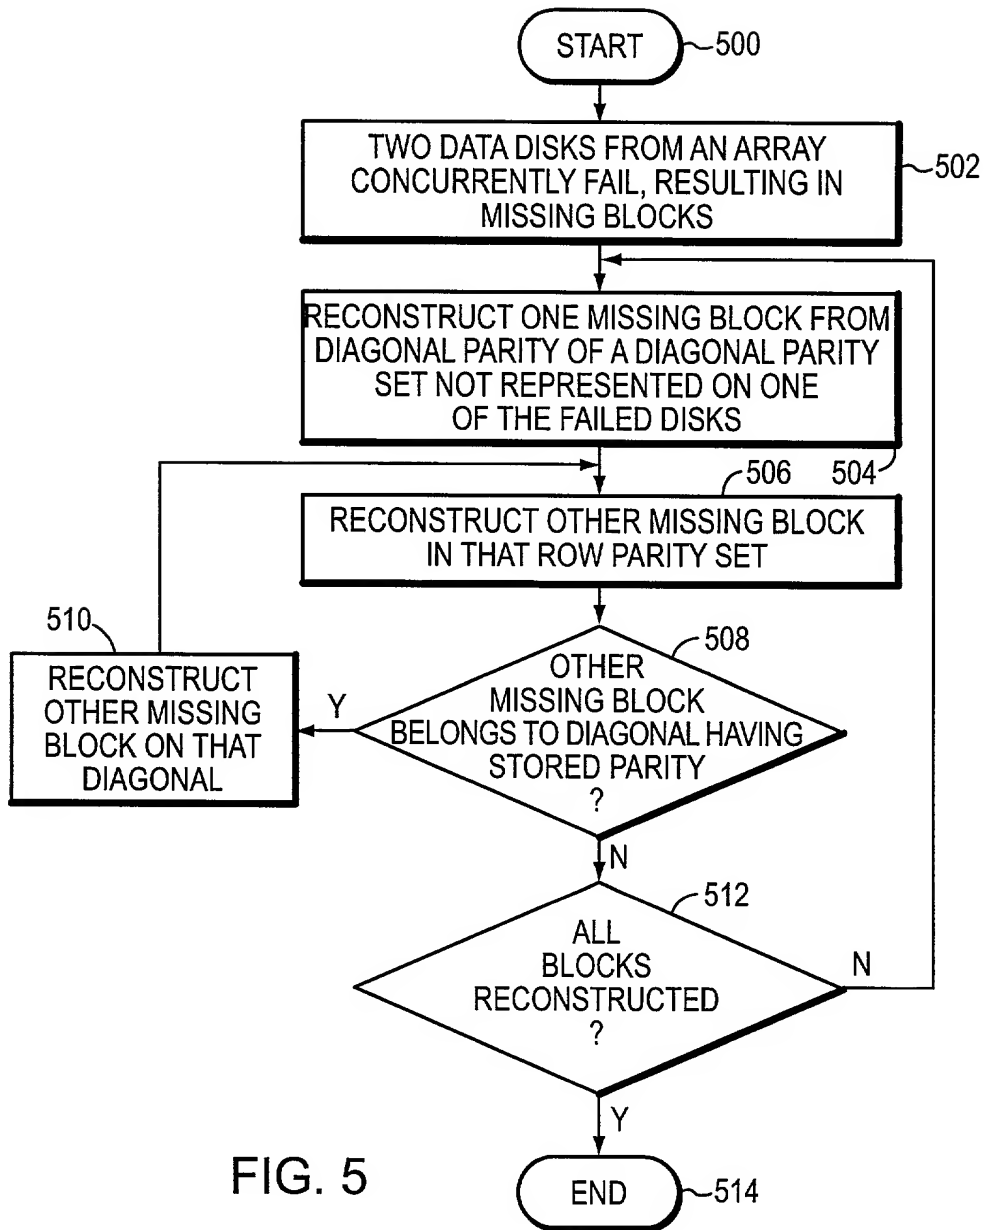 START
500
TWO DATA DISKS FROM AN ARRAY
CONCURRENTLY FAIL, RESULTING IN
MISSING BLOCKS
502
RECONSTRUCT ONE MISSING BLOCK FROM
DIAGONAL PARITY OF A DIAGONAL PARITY
SET NOT REPRESENTED ON ONE
OF THE FAILED DISKS
504
506
RECONSTRUCT OTHER MISSING BLOCK
IN THAT ROW PARITY SET
510
RECONSTRUCT
OTHER MISSING
BLOCK ON THAT
DIAGONAL
Y
508
OTHER
MISSING BLOCK
BELONGS TO DIAGONAL HAVING
STORED PARITY
?
N
512
ALL
BLOCKS
RECONSTRUCTED
?
N
Y
END
514
FIG. 5